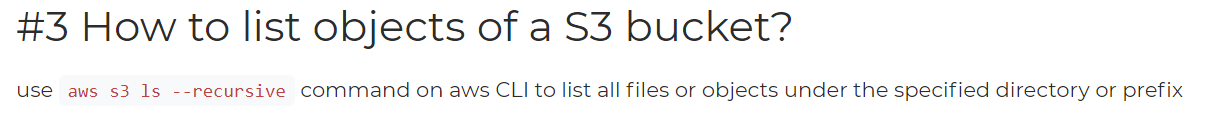 #3 How to list objects of a S3 bucket?
use aws s3 ls --recursive command on aws CLI to list all files or objects under the specified directory or prefix